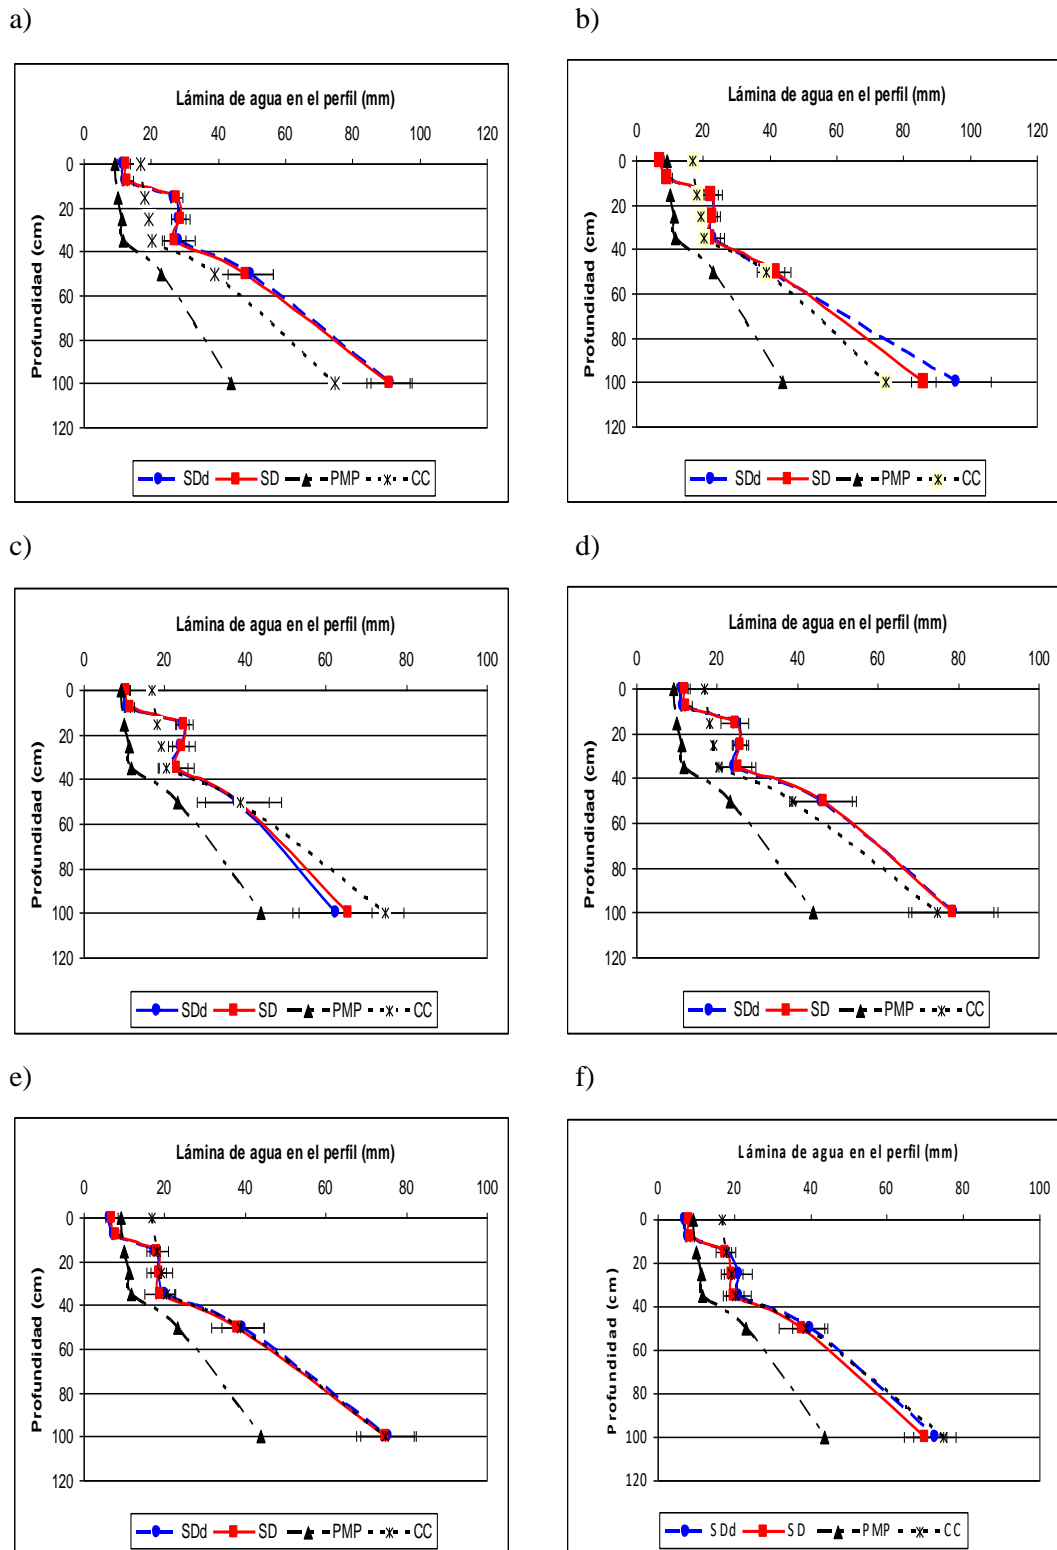 a)
Lámina de agua en el perfil (mm)
0 20 40 60 80 100 120
Profundidad (cm)
0
20
40
60
80
100
120
SDd SD PMP CC
b)
Lámina de agua en el perfil (mm)
0 20 40 60 80 100 120
Profundidad (cm)
0
20
40
60
80
100
120
SDd SD PMP CC
c)
Lámina de agua en el perfil (mm)
0 20 40 60 80 100
Profundidad (cm)
0
20
40
60
80
100
120
SDd SD PMP CC
d)
Lámina de agua en el perfil (mm)
0 20 40 60 80 100
Profundidad (cm)
0
20
40
60
80
100
120
SDd SD PMP CC
e)
Lámina de agua en el perfil (mm)
0 20 40 60 80 100
Profundidad (cm)
0
20
40
60
80
100
120
SDd SD PMP CC
f)
Lámina de agua en el perfil (mm)
0 20 40 60 80 100
Profundidad (cm)
0
20
40
60
80
100
120
SDd SD PMP CC